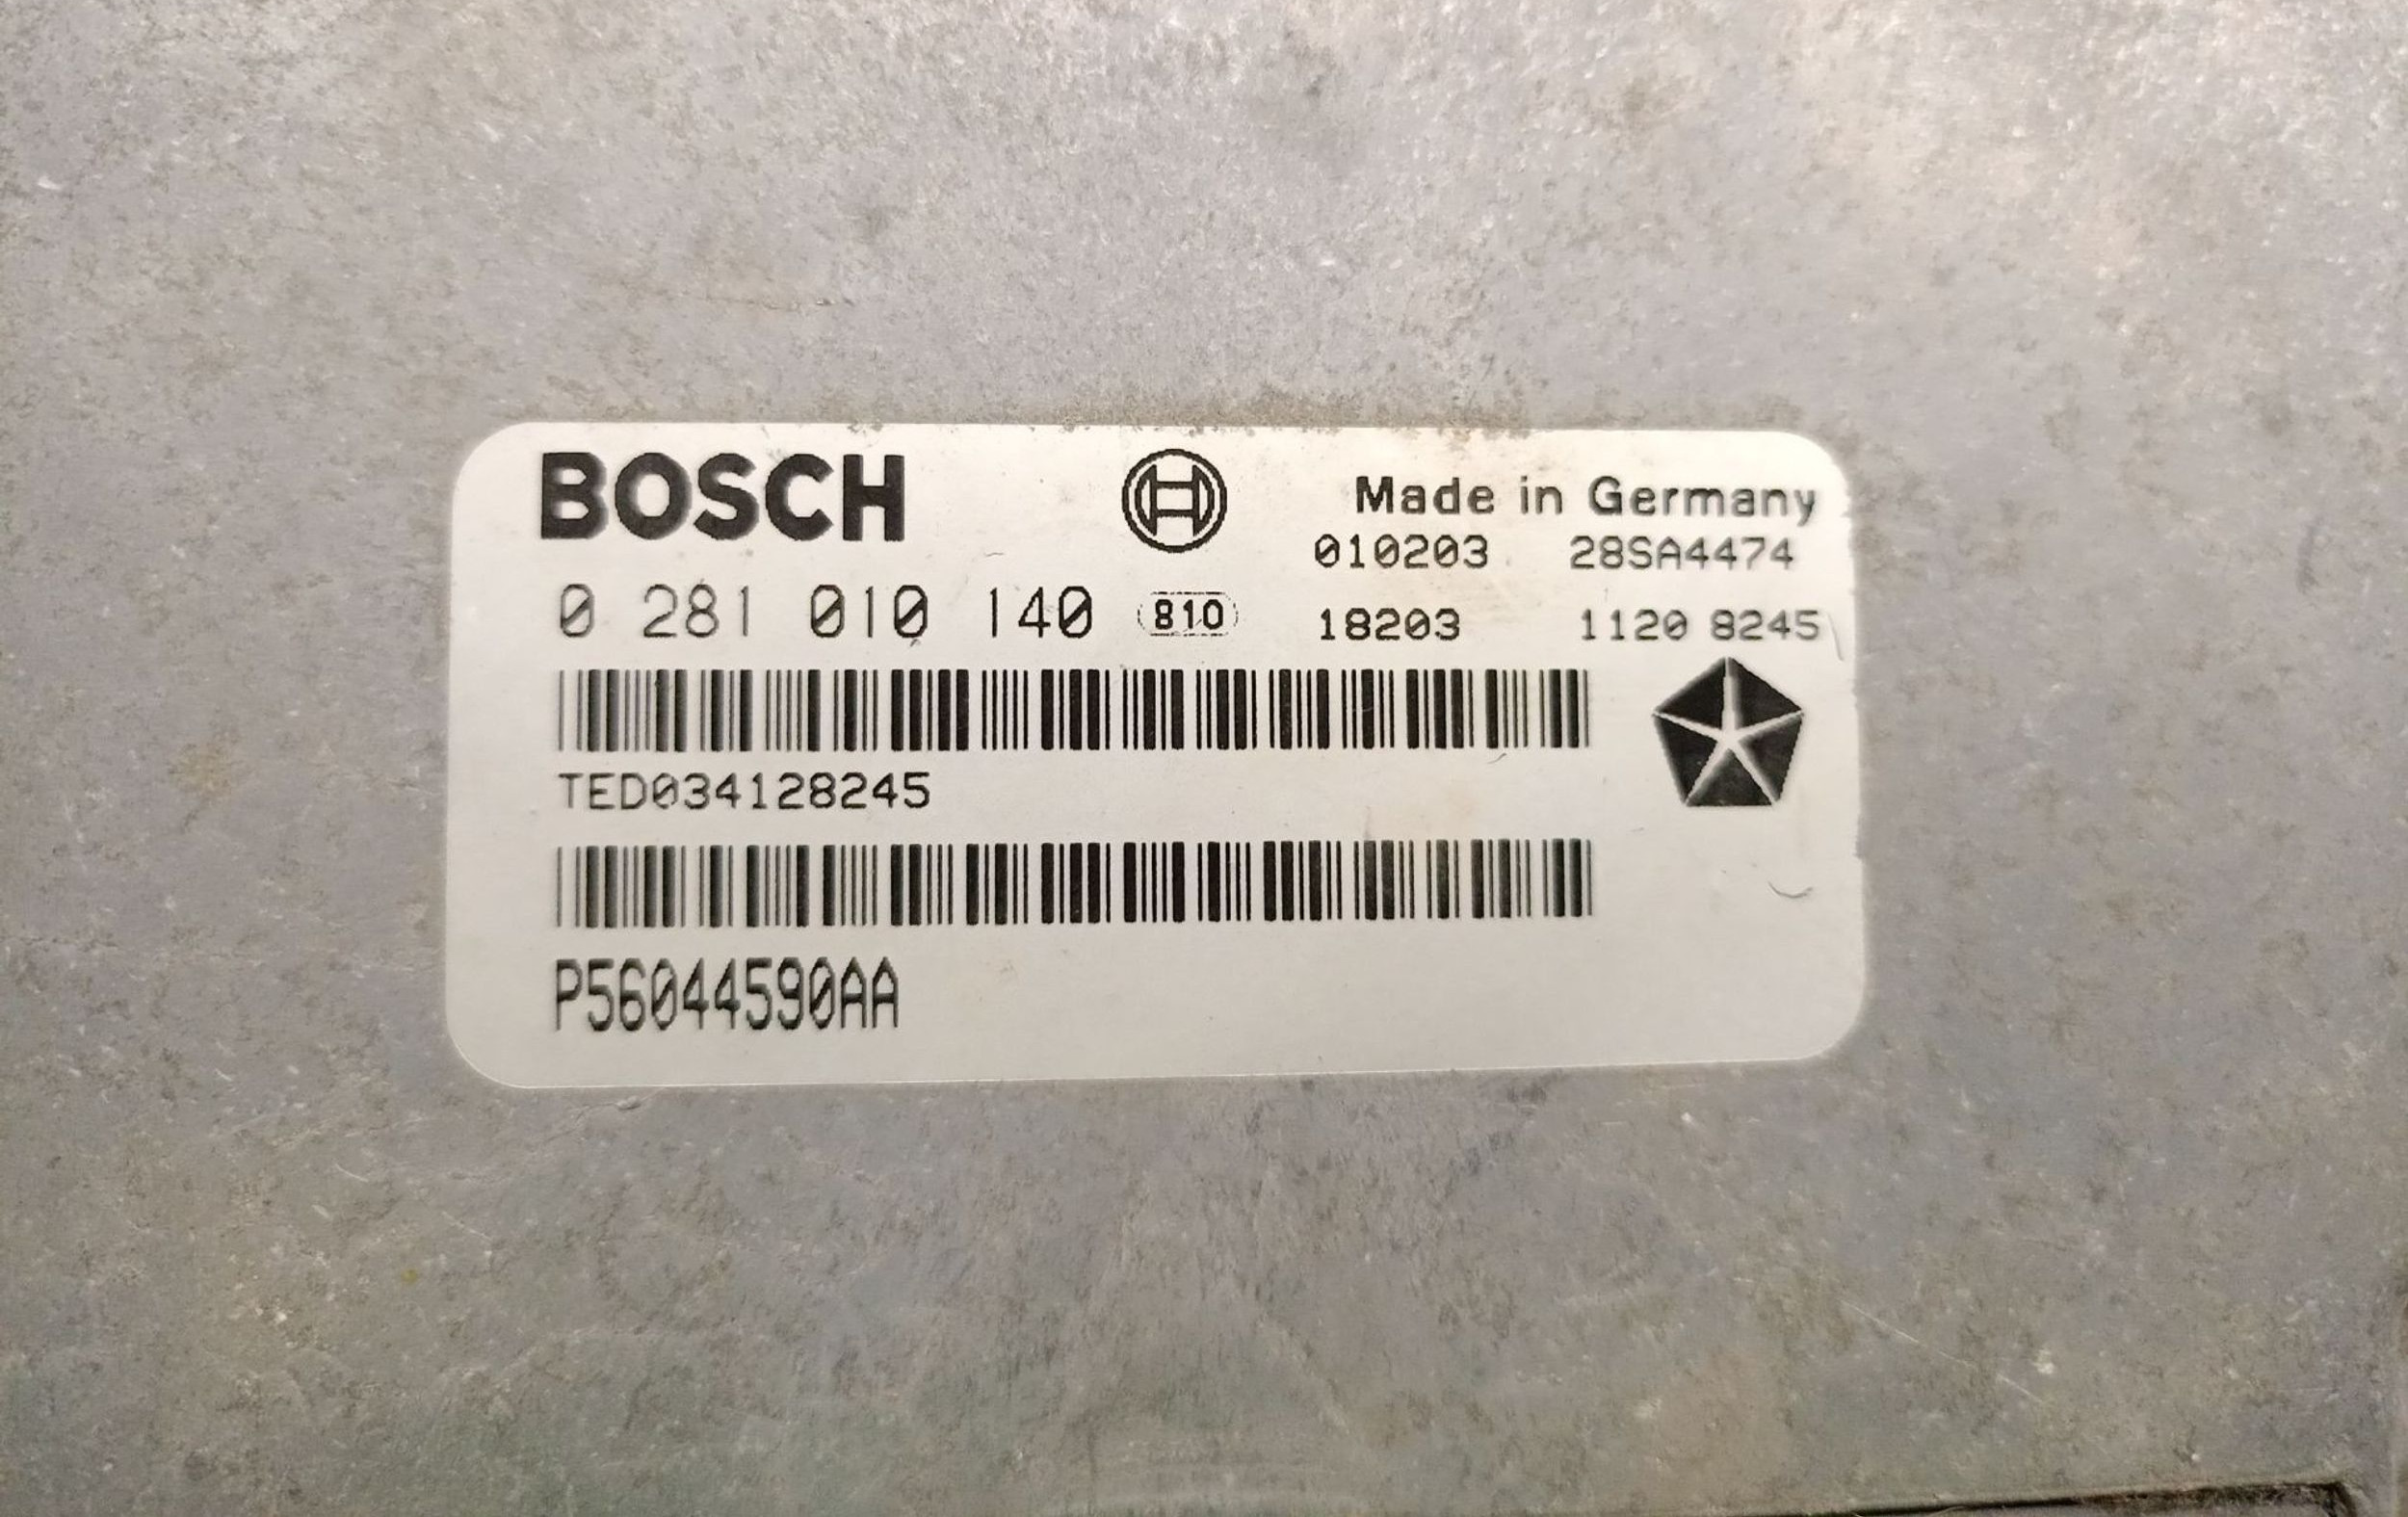 BOSCH
Made in Germany
010203 28SA4474
0 281 010 140 810 18203 1120 8245
TED034128245
P56044590AA